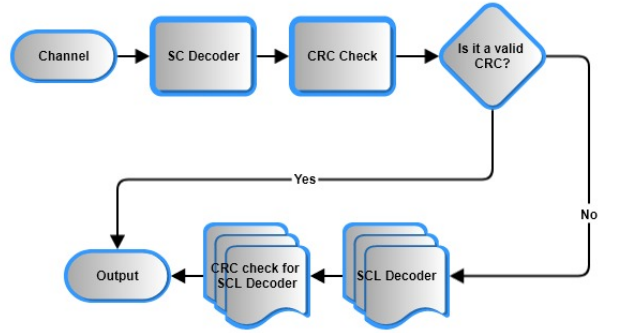 Channel
SC Decoder
CRC Check
Is it a valid
CRC?
Yes
No
Output
CRC check for
SCL Decoder
SCL Decoder